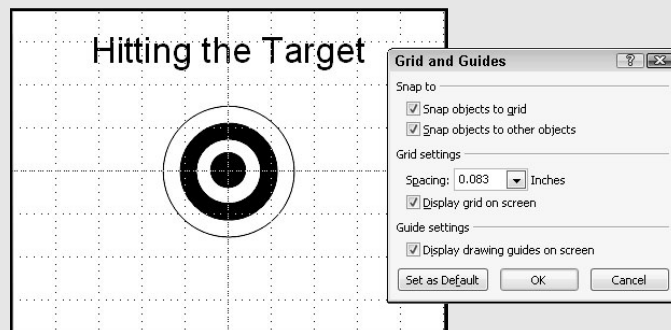 Hitting the Target
Grid and Guides
Snap to
Snap objects to grid
Snap objects to other objects
Grid settings
Spacing: 0.083 Inches
Display grid on screen
Guide settings
Display drawing guides on screen
Set as Default OK Cancel